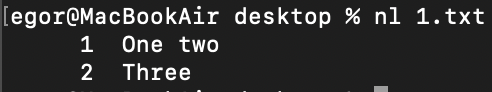 [egor@MacBookAir desktop % nl 1.txt
1 One two
2 Three